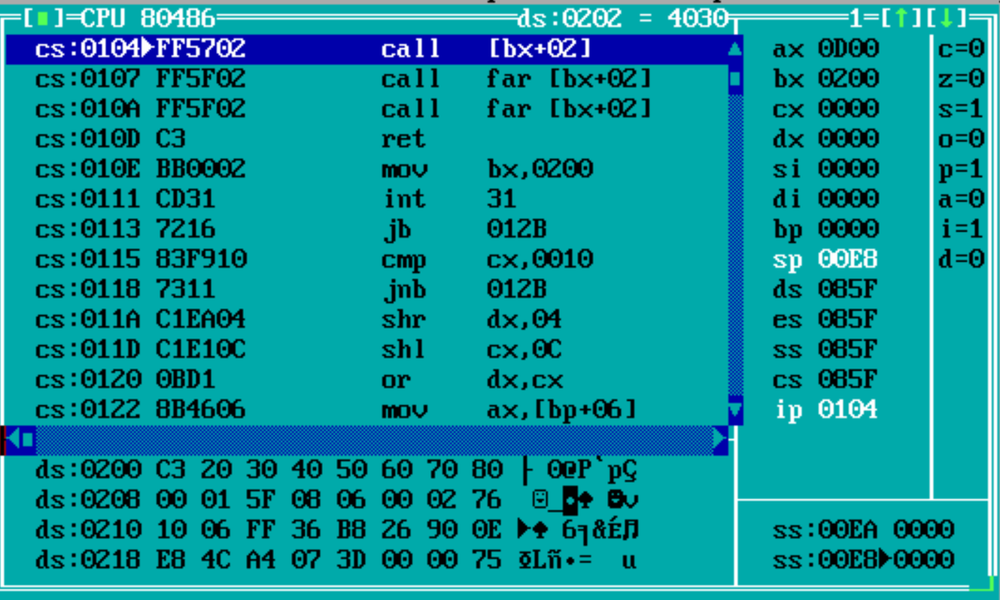 [■]=CPU 80486 ds:0202 = 4030 1=[↑][↓]
cs:0104►FF5702 call [bx+02] ▲ ax 0D00 c=0
cs:0107 FF5F02 call far [bx+02] bx 0200 z=0
cs:010A FF5F02 call far [bx+02] cx 0000 s=1
cs:010D C3 ret dx 0000 o=0
cs:010E BB0002 mov bx,0200 si 0000 p=1
cs:0111 CD31 int 31 di 0000 a=0
cs:0113 7216 jb 012B bp 0000 i=1
cs:0115 83F910 cmp cx,0010 sp 00E8 d=0
cs:0118 7311 jnb 012B ds 085F
cs:011A C1EA04 shr dx,04 es 085F
cs:011D C1E10C shl cx,0C ss 085F
cs:0120 0BD1 or dx,cx cs 085F
cs:0122 8B4606 mov ax,[bp+06] ▼ ip 0104
ds:0200 C3 20 30 40 50 60 70 80 ├ 0@P`pÇ
ds:0208 00 01 5F 08 06 00 02 76 ☺_◘♠ ☻v
ds:0210 10 06 FF 36 B8 26 90 0E ►♠ 6╕&É♫ ss:00EA 0000
ds:0218 E8 4C A4 07 3D 00 00 75 ΦLñ•= u ss:00E8►0000